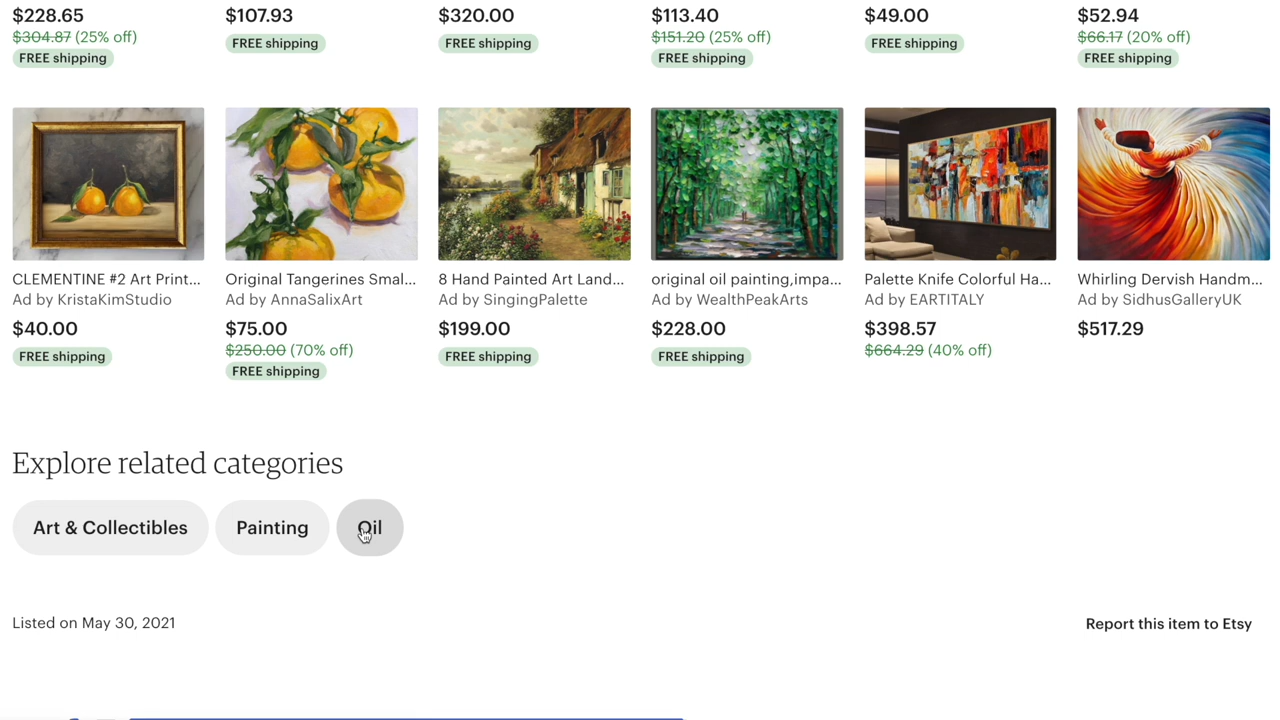 $228.65 $107.93 $320.00 $113.40 $49.00 $52.94
$304.87 (25% off) $151.20 (25% off) $66.17 (20% off)
FREE shipping FREE shipping FREE shipping FREE shipping FREE shipping FREE shipping
CLEMENTINE #2 Art Print... Original Tangerines Smal... 8 Hand Painted Art Land... original oil painting,impa... Palette Knife Colorful Ha... Whirling Dervish Handm...
Ad by KristaKimStudio Ad by AnnaSalixArt Ad by SingingPalette Ad by WealthPeakArts Ad by EARTITALY Ad by SidhusGalleryUK
$40.00 $75.00 $199.00 $228.00 $398.57 $517.29
FREE shipping $250.00 (70% off) FREE shipping FREE shipping $664.29 (40% off)
FREE shipping
Explore related categories
Art & Collectibles Painting Oil
Listed on May 30, 2021 Report this item to Etsy